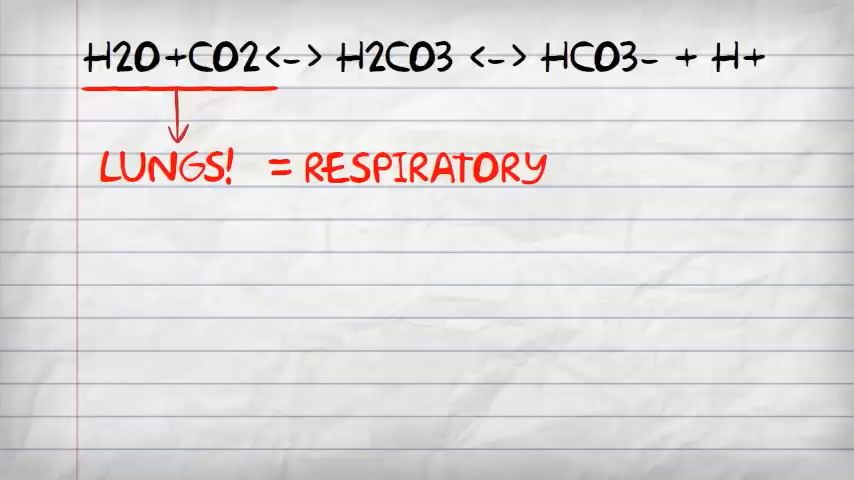 H2O+CO2<-> H2CO3 <-> HCO3- + H+
LUNGS! = RESPIRATORY